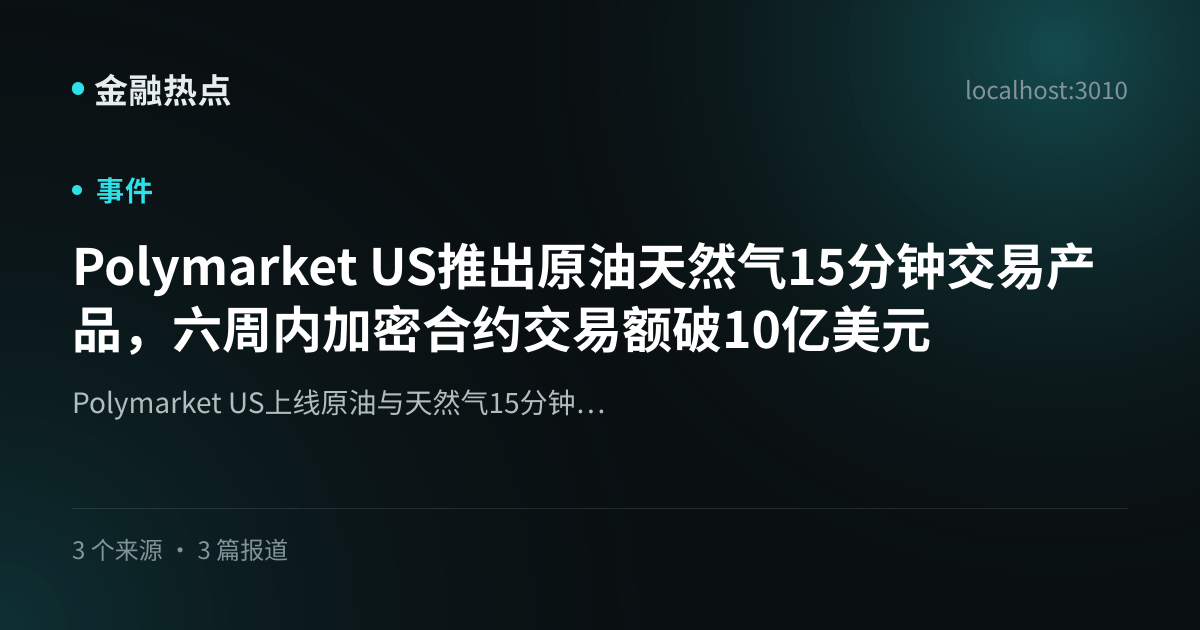 金融热点
localhost:3010
事件
Polymarket US推出原油天然气15分钟交易产
品，六周内加密合约交易额破10亿美元
Polymarket US上线原油与天然气15分钟…
3 个来源 · 3 篇报道